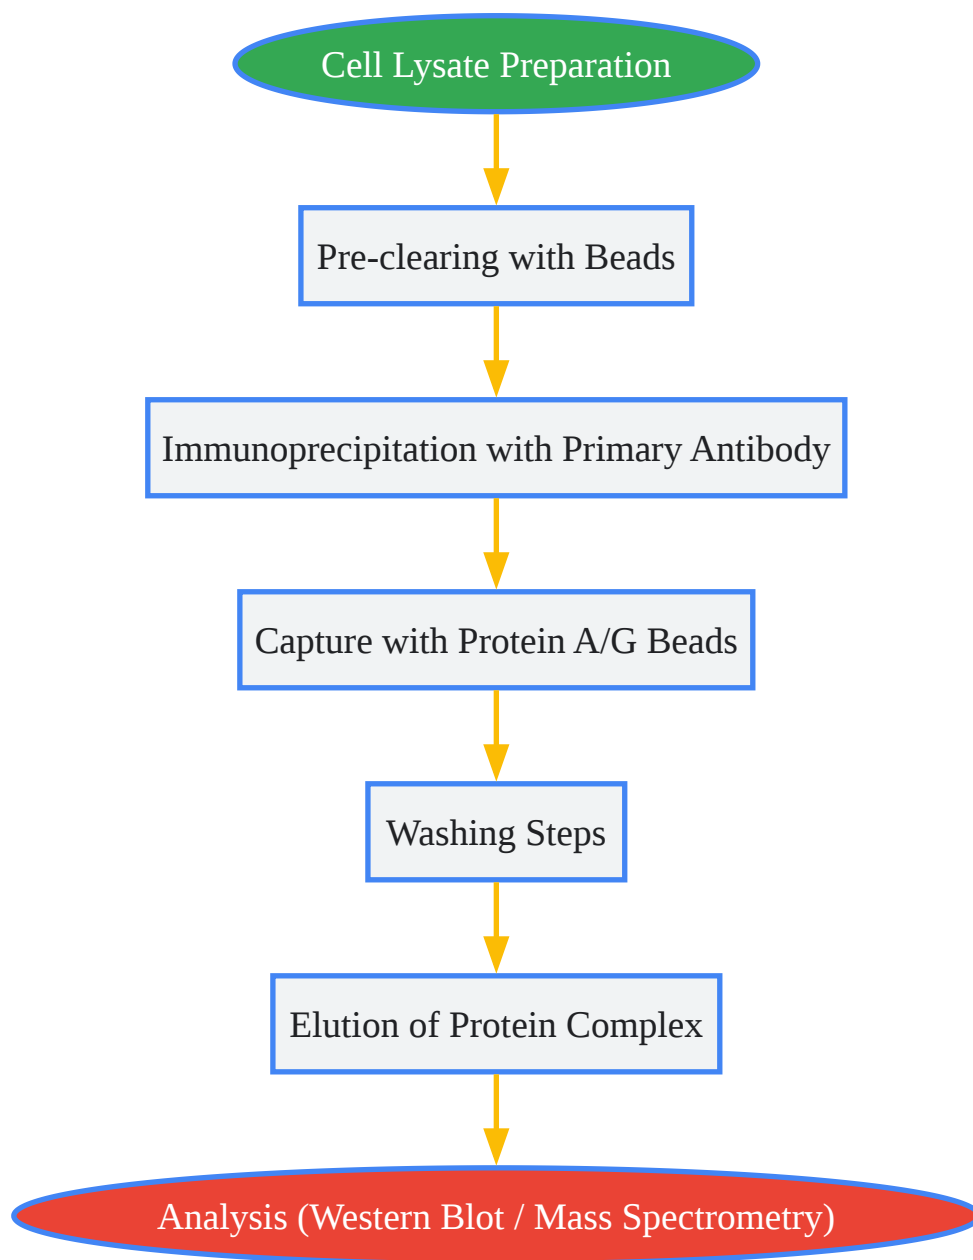 Cell Lysate Preparation
Pre-clearing with Beads
Immunoprecipitation with Primary Antibody
Capture with Protein A/G Beads
Washing Steps
Elution of Protein Complex
Analysis (Western Blot / Mass Spectrometry)